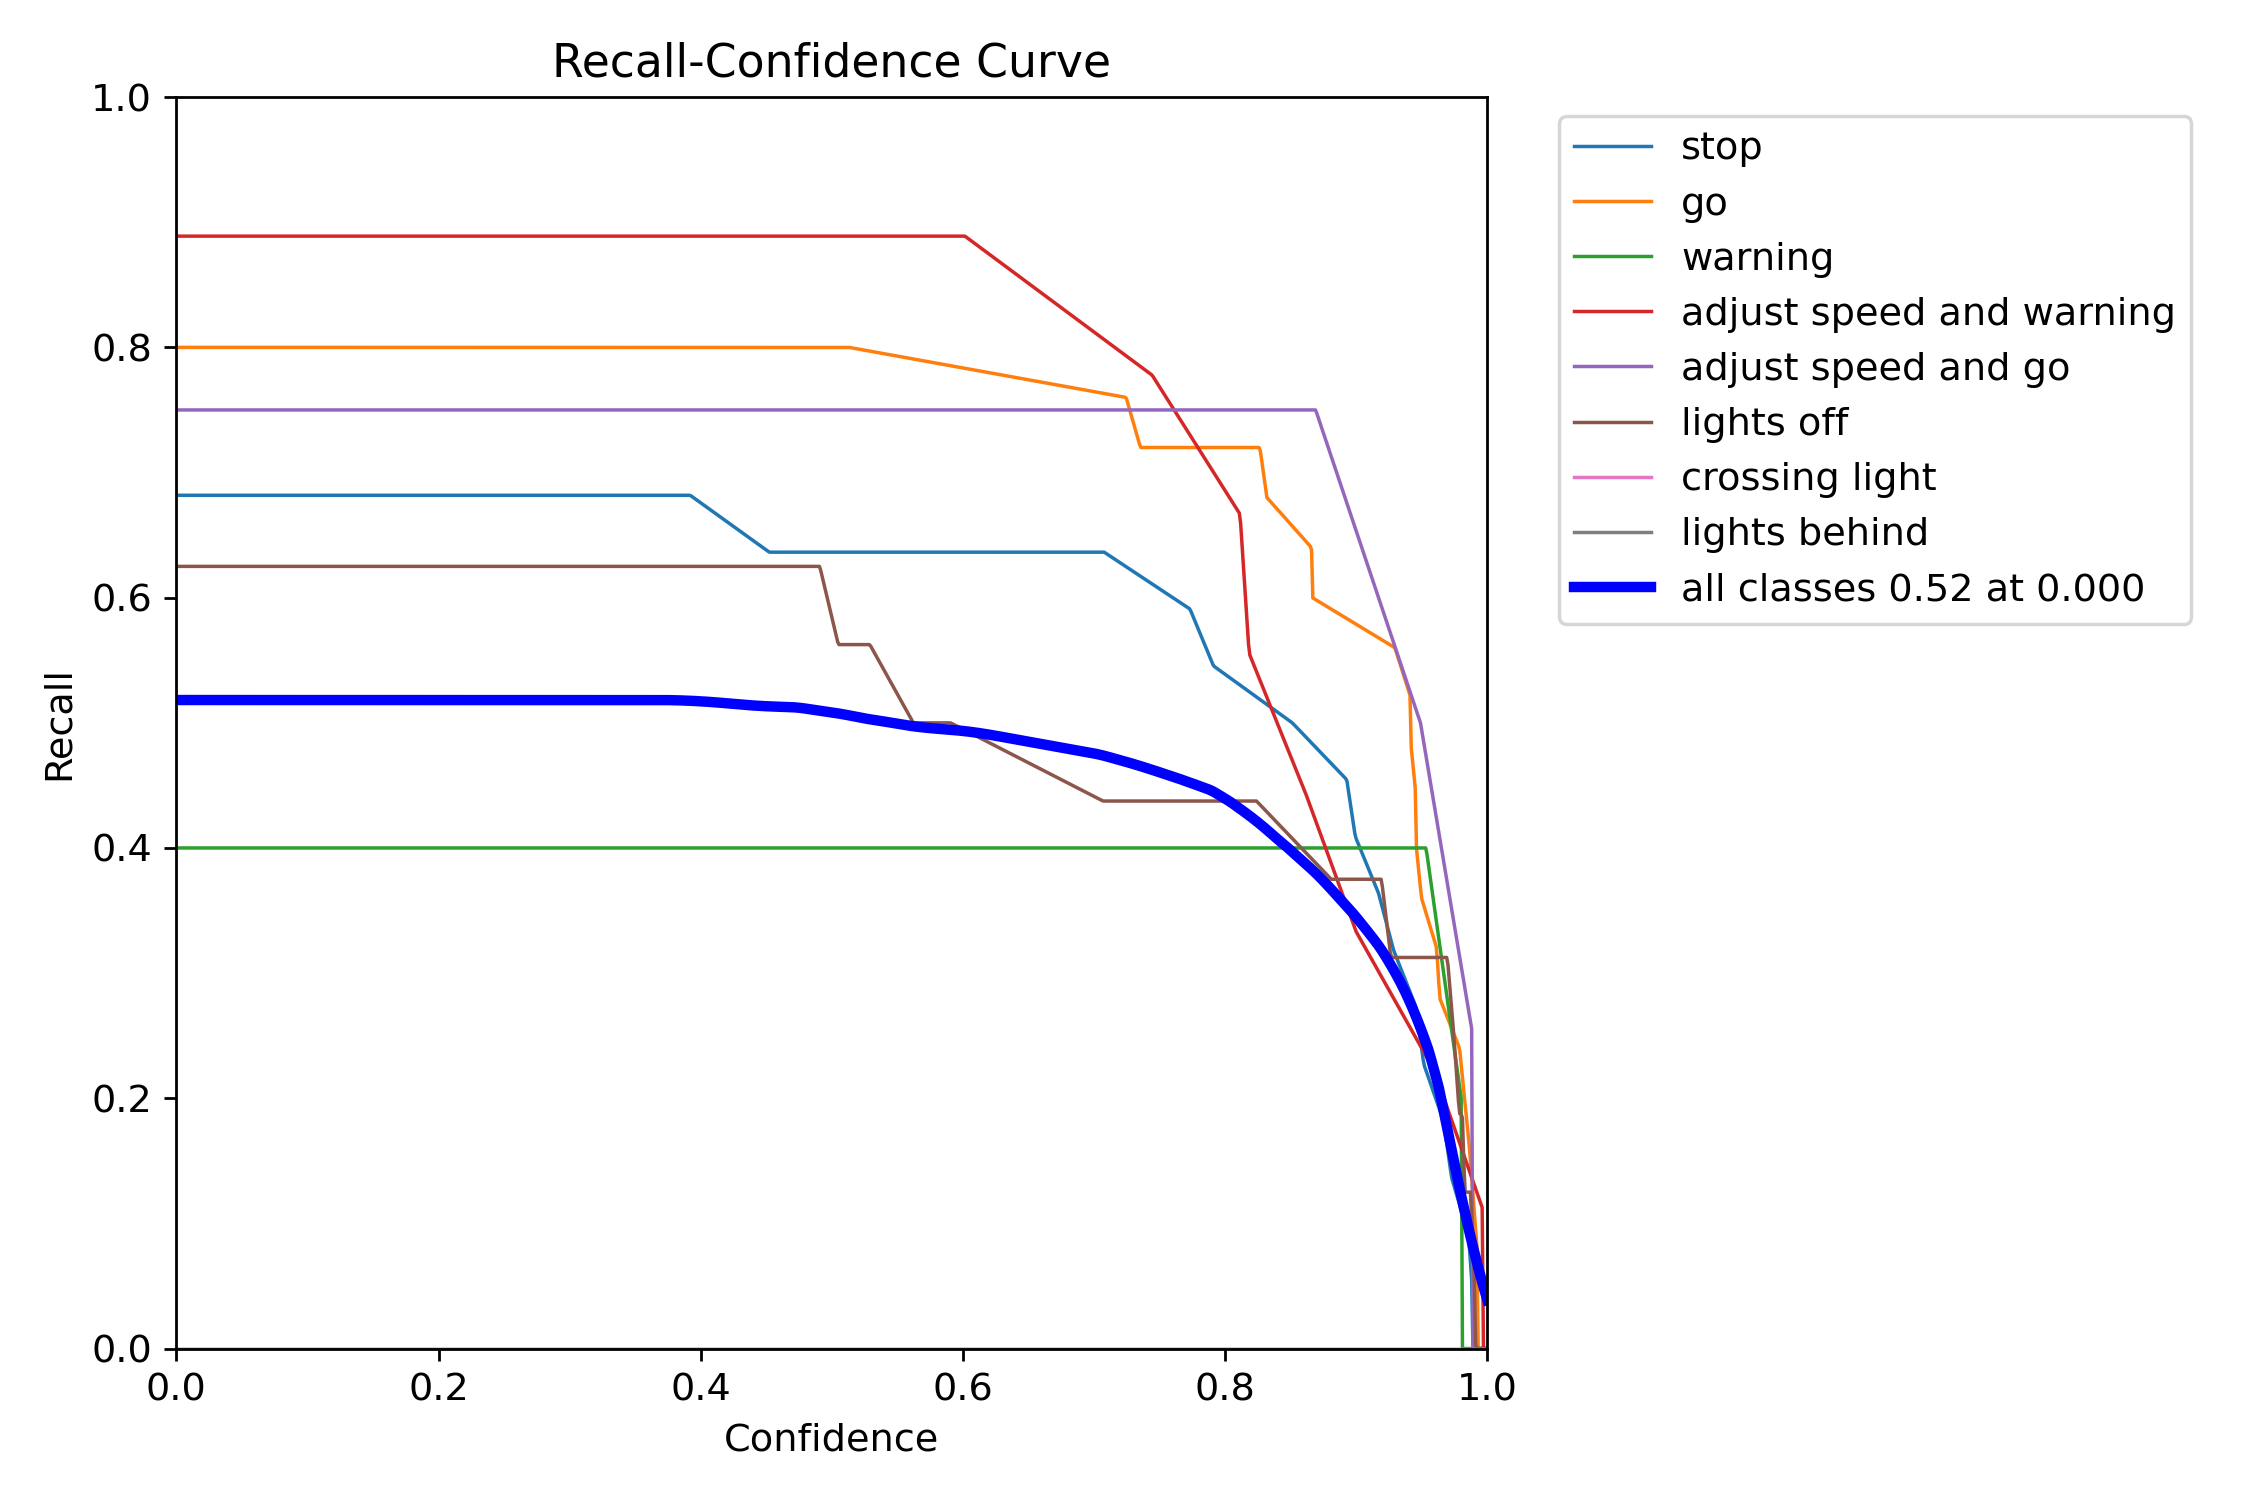 Recall-Confidence Curve
1.0
0.8
0.6
0.4
0.2
0.0
Recall
0.0 0.2 0.4 0.6 0.8 1.0
Confidence
stop
go
warning
adjust speed and warning
adjust speed and go
lights off
crossing light
lights behind
all classes 0.52 at 0.000